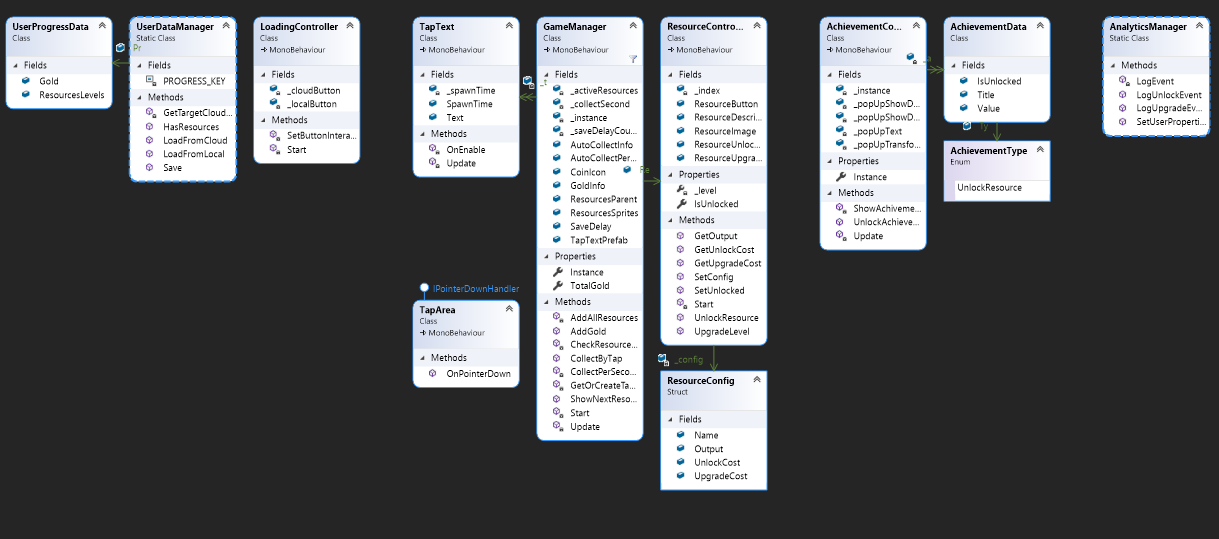 UserProgressData
Class
Fields
Gold
ResourcesLevels
Pr
UserDataManager
Static Class
Fields
PROGRESS_KEY
Methods
GetTargetCloud...
HasResources
LoadFromCloud
LoadFromLocal
Save
LoadingController
Class
MonoBehaviour
Fields
_cloudButton
_localButton
Methods
SetButtonIntera...
Start
TapText
Class
MonoBehaviour
Fields
_spawnTime
SpawnTime
Text
Methods
OnEnable
Update
IPointerDownHandler
TapArea
Class
MonoBehaviour
Methods
OnPointerDown
_t
GameManager
Class
MonoBehaviour
Fields
_activeResources
_collectSecond
_instance
_saveDelayCou...
AutoCollectInfo
AutoCollectPer...
CoinIcon
GoldInfo
ResourcesParent
ResourcesSprites
SaveDelay
TapTextPrefab
Properties
Instance
TotalGold
Methods
AddAllResources
AddGold
CheckResource...
CollectByTap
CollectPerSeco...
GetOrCreateTa...
ShowNextReso...
Start
Update
Re
ResourceContro...
Class
MonoBehaviour
Fields
_index
ResourceButton
ResourceDescri...
ResourceImage
ResourceUnloc...
ResourceUpgra...
Properties
_level
IsUnlocked
Methods
GetOutput
GetUnlockCost
GetUpgradeCost
SetConfig
SetUnlocked
Start
UnlockResource
UpgradeLevel
_config
ResourceConfig
Struct
Fields
Name
Output
UnlockCost
UpgradeCost
AchievementCo...
Class
MonoBehaviour
Fields
_instance
_popUpShowD...
_popUpShowD...
_popUpText
_popUpTransfo...
Properties
Instance
Methods
ShowAchieveme...
UnlockAchieve...
Update
_a
AchievementData
Class
Fields
IsUnlocked
Title
Value
Ty
AchievementType
Enum
UnlockResource
AnalyticsManager
Static Class
Methods
LogEvent
LogUnlockEvent
LogUpgradeEv...
SetUserProperti...